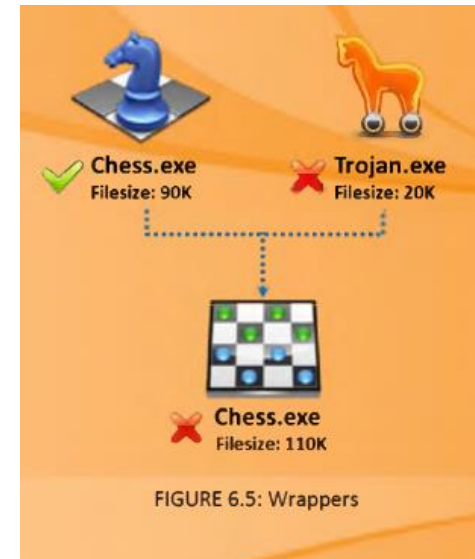 Chess.exe
Filesize: 90K
Trojan.exe
Filesize: 20K
Chess.exe
Filesize: 110K
FIGURE 6.5: Wrappers